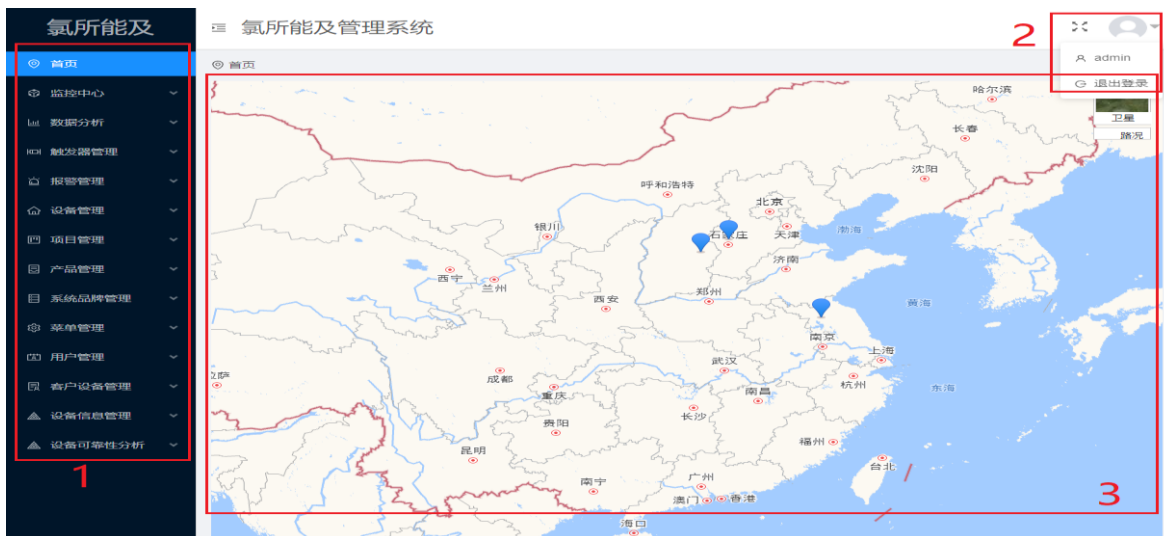 氯所能及
氯所能及管理系统
2
首页
监控中心
数据分析
触发器管理
报警管理
设备管理
项目管理
产品管理
系统品牌管理
菜单管理
用户管理
客户设备管理
设备信息管理
设备可靠性分析
1
首页
admin
退出登录
卫星
路况
哈尔滨
长春
沈阳
呼和浩特
北京
银川
天津
渤海
济南
西宁
兰州
郑州
西安
黄海
南京
上海
武汉
成都
重庆
南昌
杭州
东海
长沙
贵阳
福州
昆明
台北
南宁
广州
澳门
香港
海口
3